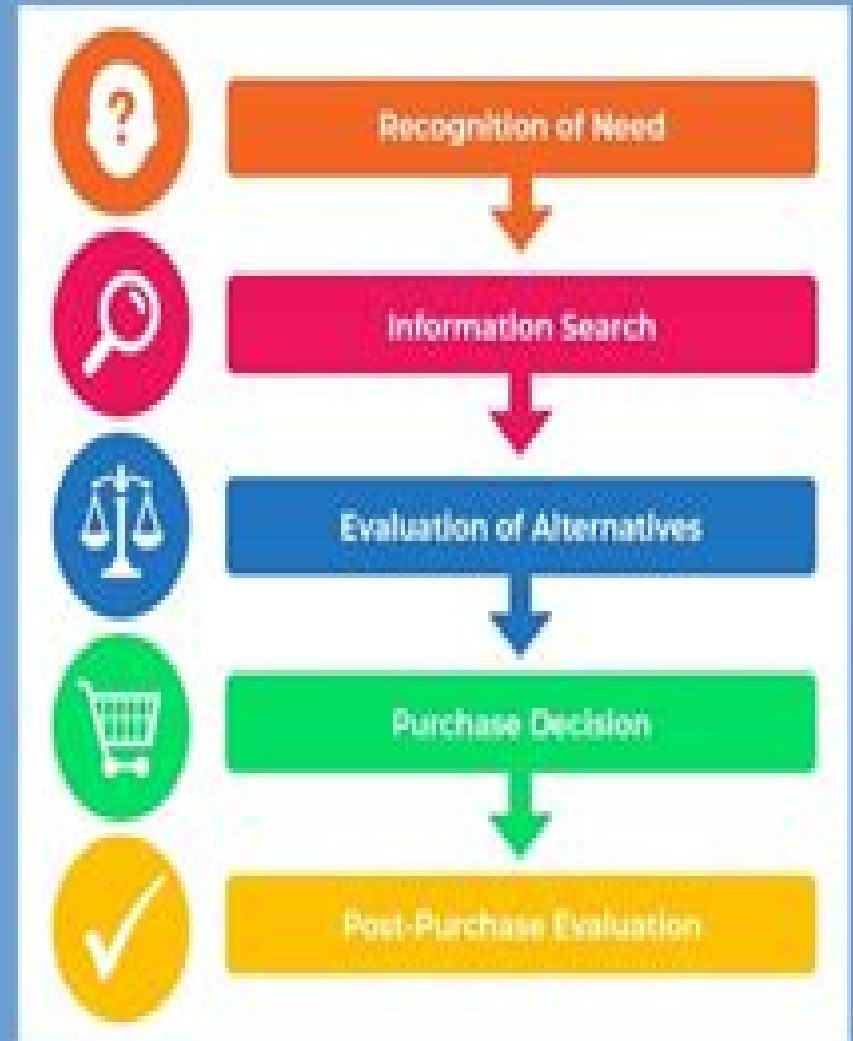 ?
Recognition of Need
Information Search
Evaluation of Alternatives
Purchase Decision
Post-Purchase Evaluation